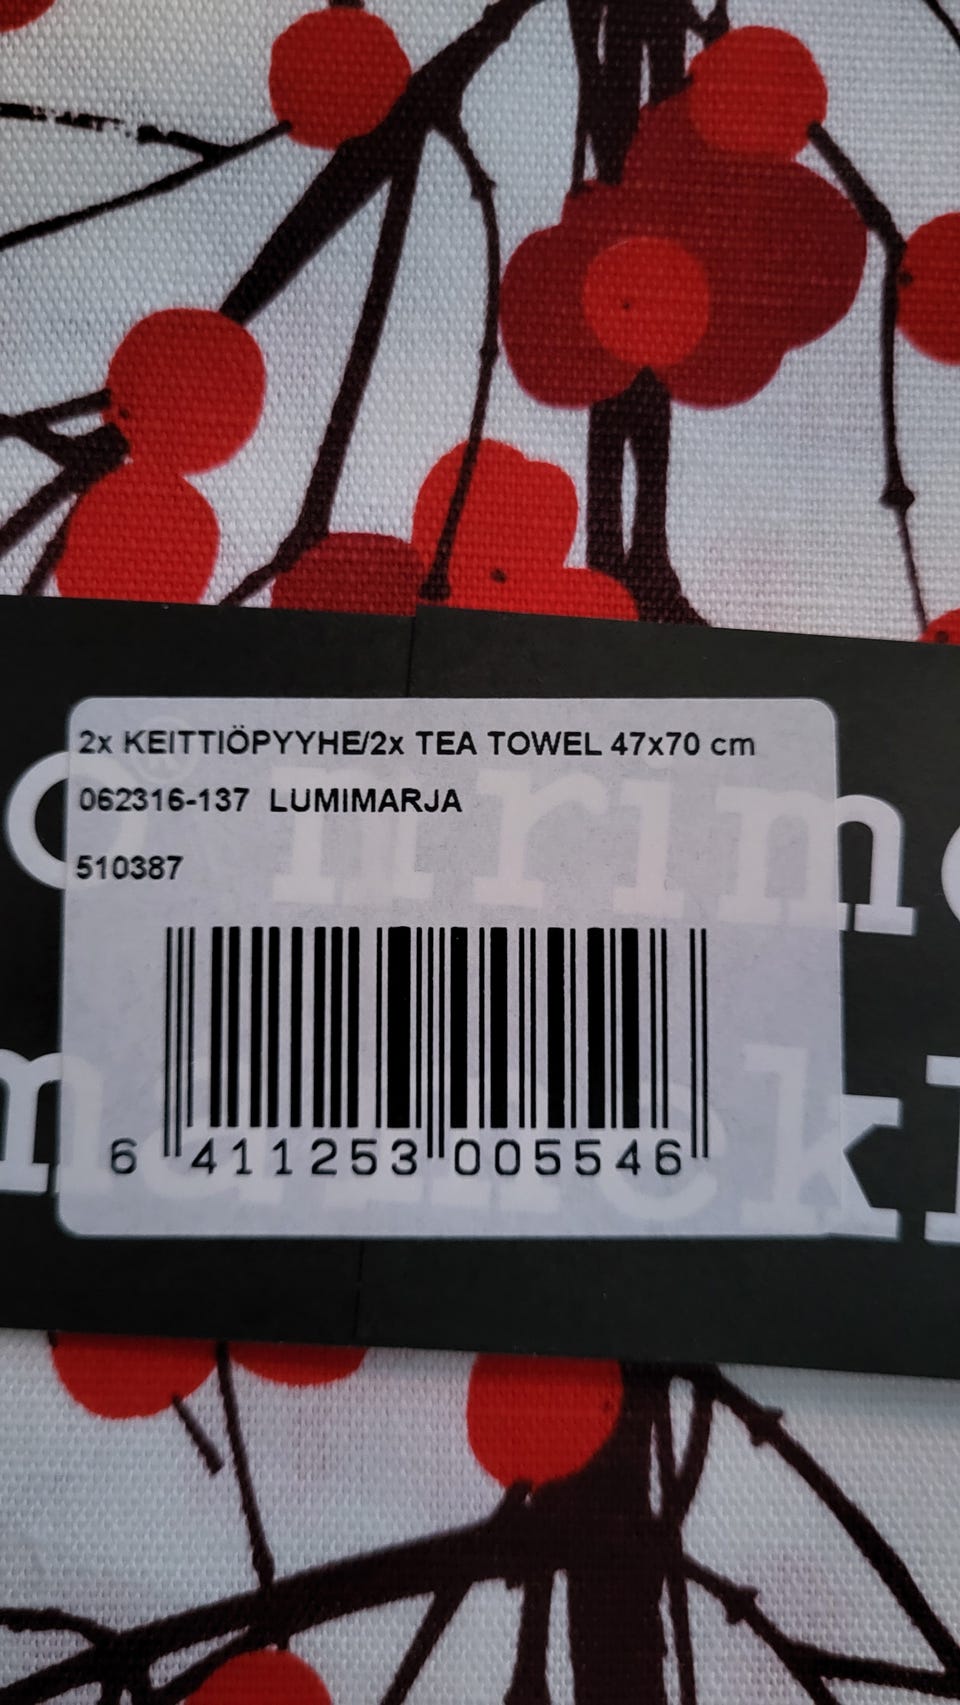 2x KEITTIÖPYYHE/2x TEA TOWEL 47x70 cm
062316-137 LUMIMARJA
510387
6 411253 005546